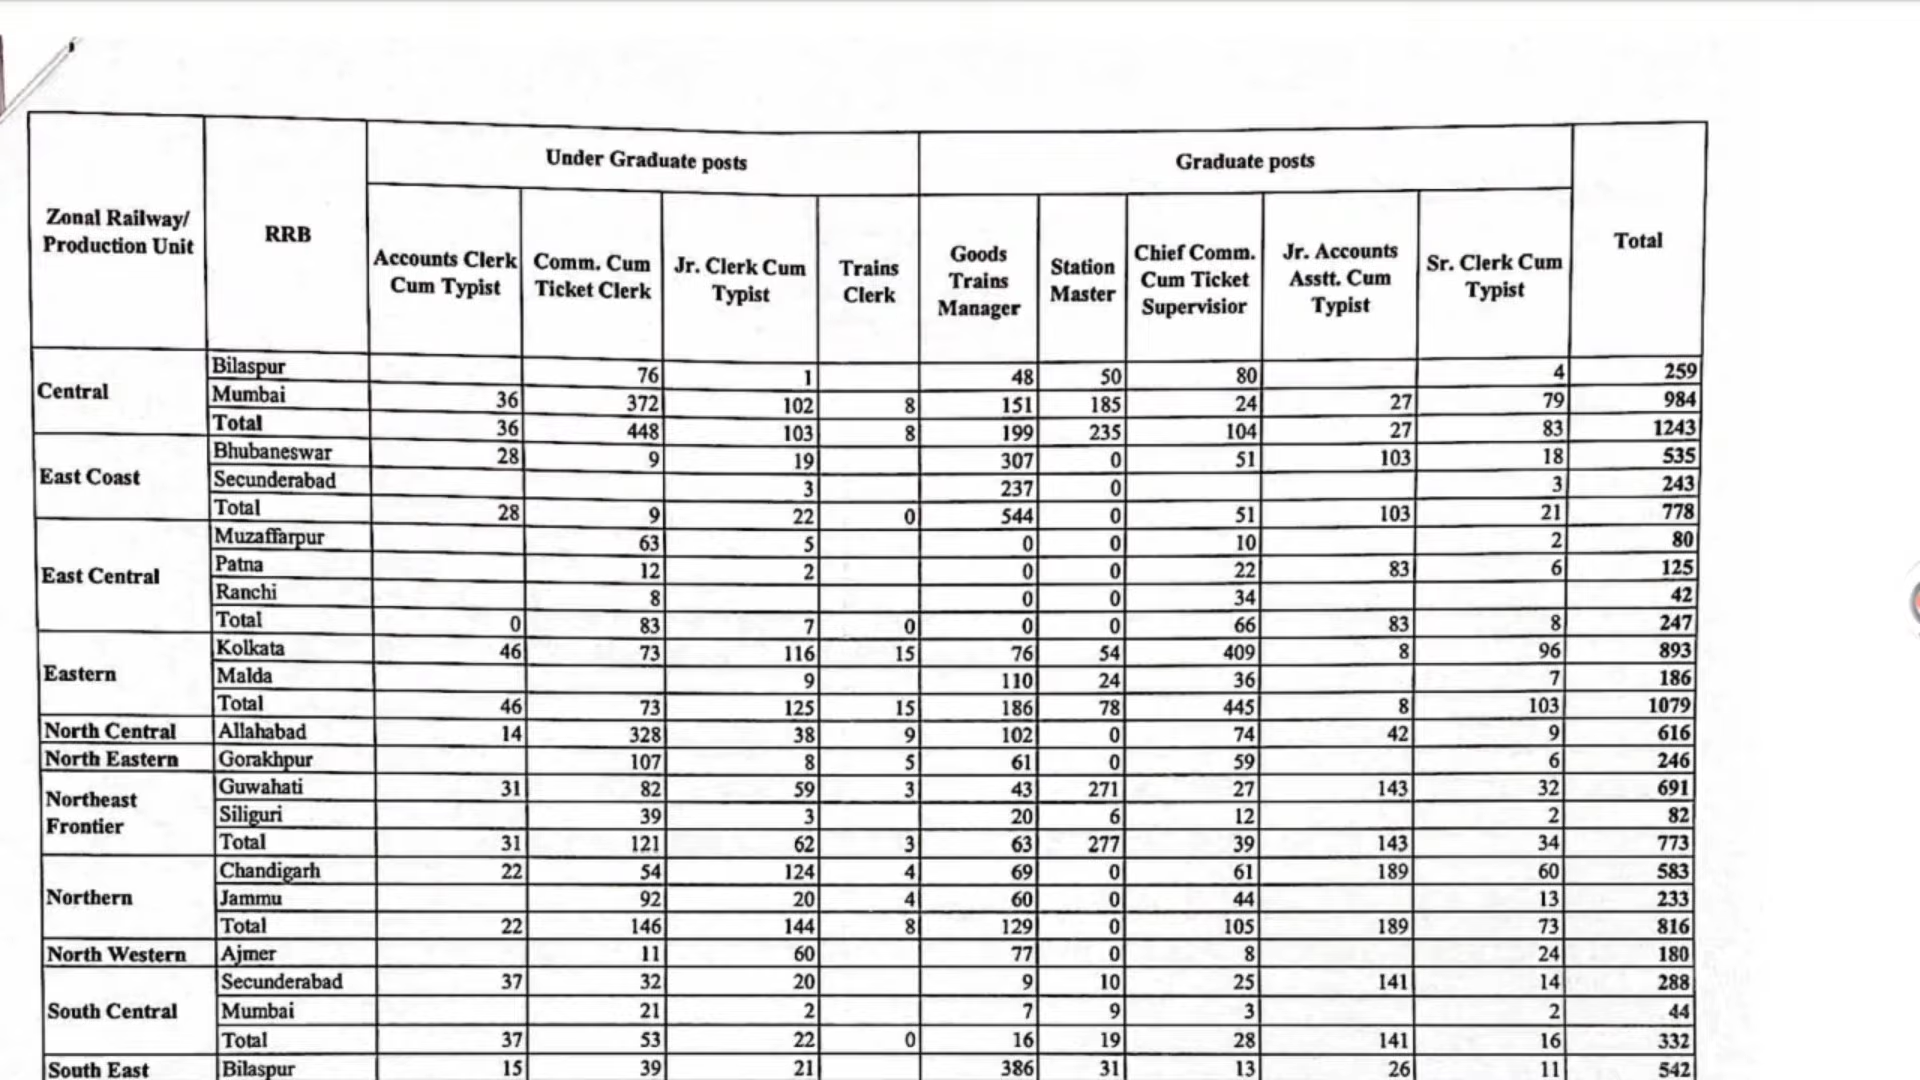 Under Graduate posts Graduate posts
Zonal Railway/ Production Unit RRB Accounts Clerk Cum Typist Comm. Cum Ticket Clerk Jr. Clerk Cum Typist Trains Clerk Goods Trains Manager Station Master Chief Comm. Cum Ticket Supervisior Jr. Accounts Asstt. Cum Typist Sr. Clerk Cum Typist Total
Central Bilaspur 76 1 48 50 80 4 259
Mumbai 36 372 102 8 151 185 24 27 79 984
Total 36 448 103 8 199 235 104 27 83 1243
East Coast Bhubaneswar 28 9 19 307 0 51 103 18 535
Secunderabad 3 237 0 3 243
Total 28 9 22 0 544 0 51 103 21 778
East Central Muzaffarpur 63 5 0 0 10 2 80
Patna 12 2 0 0 22 83 6 125
Ranchi 8 0 0 34 42
Total 0 83 7 0 0 0 66 83 8 247
Eastern Kolkata 46 73 116 15 76 54 409 8 96 893
Malda 9 110 24 36 7 186
Total 46 73 125 15 186 78 445 8 103 1079
North Central Allahabad 14 328 38 9 102 0 74 42 9 616
North Eastern Gorakhpur 107 8 5 61 0 59 6 246
Northeast Frontier Guwahati 31 82 59 3 43 271 27 143 32 691
Siliguri 39 3 20 6 12 2 82
Total 31 121 62 3 63 277 39 143 34 773
Northern Chandigarh 22 54 124 4 69 0 61 189 60 583
Jammu 92 20 4 60 0 44 13 233
Total 22 146 144 8 129 0 105 189 73 816
North Western Ajmer 11 60 77 0 8 24 180
South Central Secunderabad 37 32 20 9 10 25 141 14 288
Mumbai 21 2 7 9 3 2 44
Total 37 53 22 0 16 19 28 141 16 332
South East Bilaspur 15 39 21 386 31 13 26 11 542